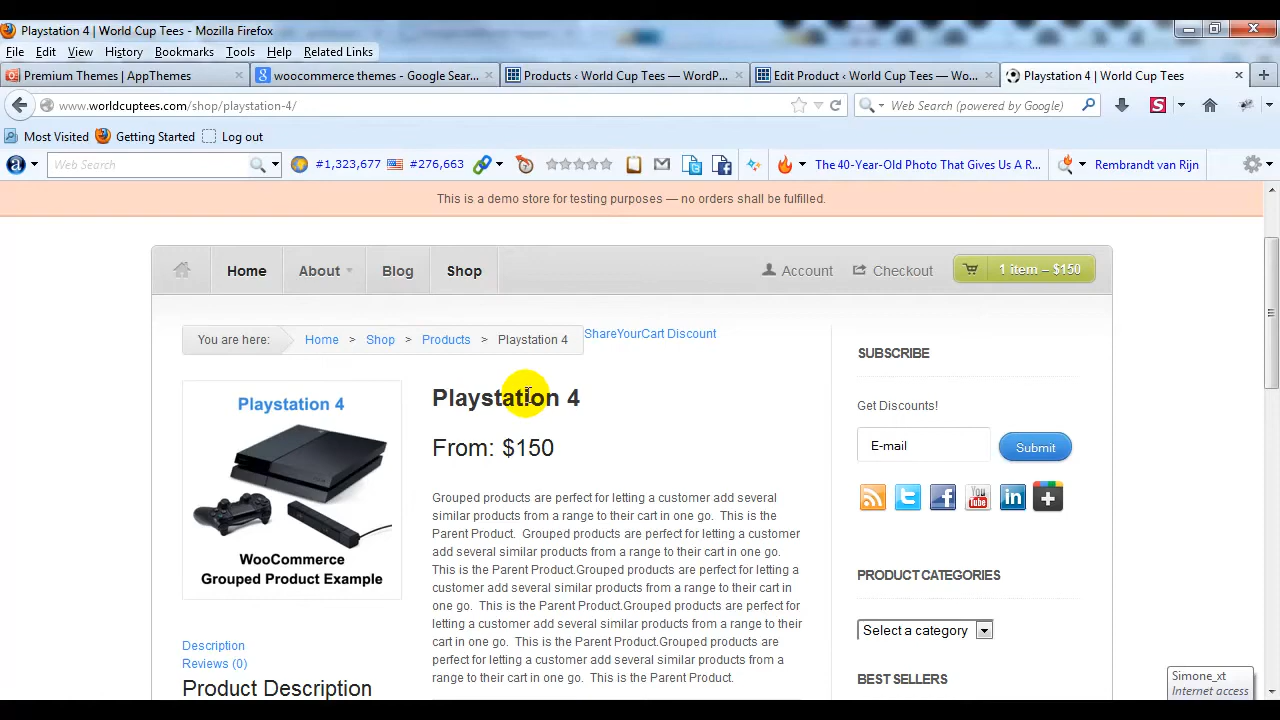 Playstation 4 | World Cup Tees - Mozilla Firefox
File Edit View History Bookmarks Tools Help Related Links
Premium Themes | AppThemes
woocommerce themes - Google Sear...
Products ‹ World Cup Tees — WordP...
Edit Product ‹ World Cup Tees — Wo...
Playstation 4 | World Cup Tees
www.worldcuptees.com/shop/playstation-4/
Web Search (powered by Google)
Most Visited Getting Started Log out
Web Search
#1,323,677 #276,663
The 40-Year-Old Photo That Gives Us A R...
Rembrandt van Rijn
This is a demo store for testing purposes — no orders shall be fulfilled.
Home About Blog Shop
Account Checkout 1 item – $150
You are here: Home > Shop > Products > Playstation 4
ShareYourCart Discount
Playstation 4
WooCommerce
Grouped Product Example
Description
Reviews (0)
Product Description
Playstation 4
From: $150
Grouped products are perfect for letting a customer add several
similar products from a range to their cart in one go.  This is the
Parent Product.  Grouped products are perfect for letting a customer
add several similar products from a range to their cart in one go.
This is the Parent Product.Grouped products are perfect for letting a
customer add several similar products from a range to their cart in
one go.  This is the Parent Product.Grouped products are perfect for
letting a customer add several similar products from a range to their
cart in one go.  This is the Parent Product.Grouped products are
perfect for letting a customer add several similar products from a
range to their cart in one go.  This is the Parent Product.
SUBSCRIBE
Get Discounts!
E-mail
Submit
You Tube
in
PRODUCT CATEGORIES
Select a category
BEST SELLERS
Simone_xt
Internet access